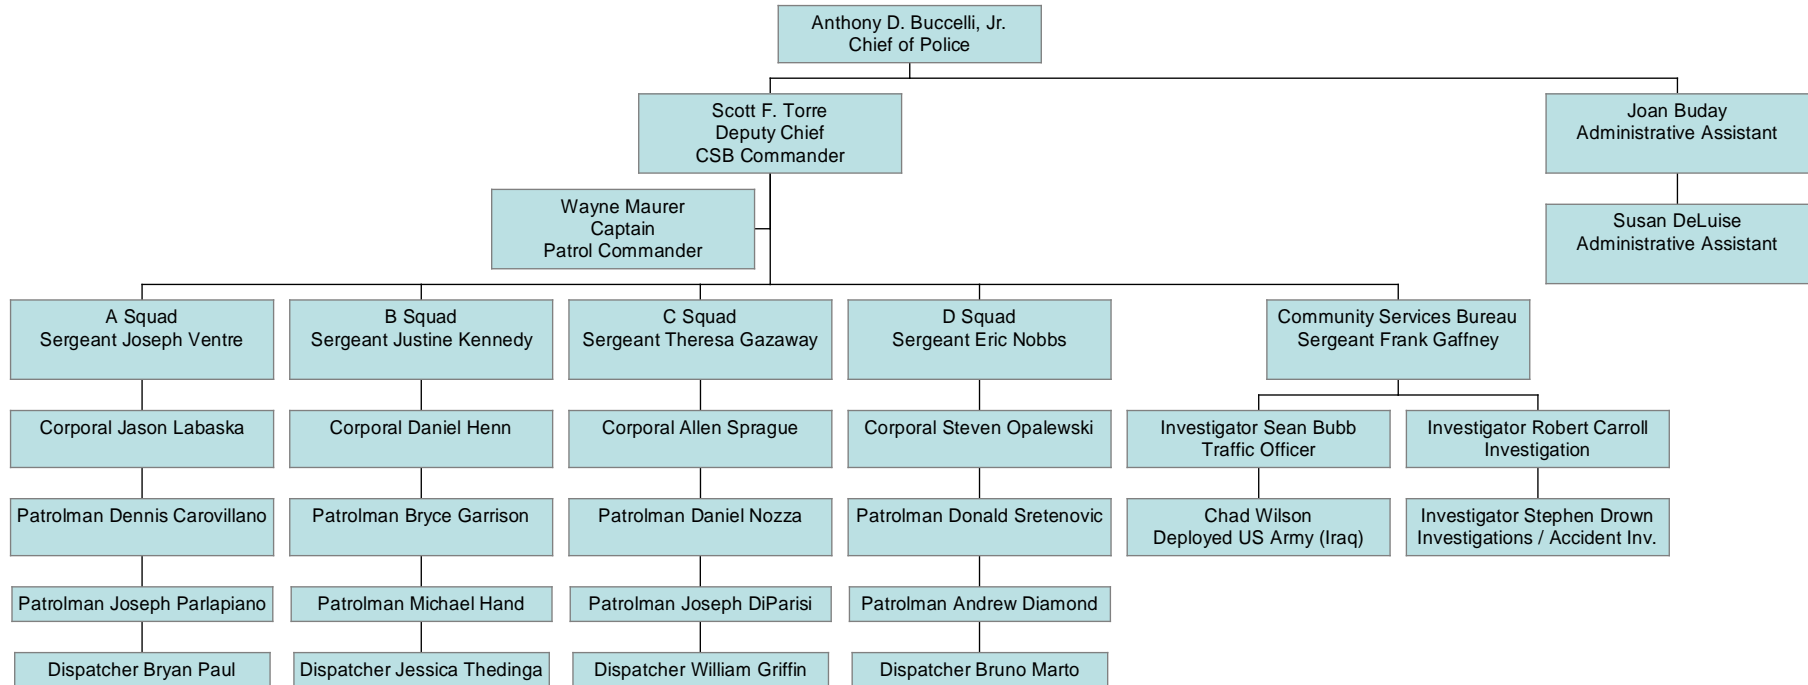 Anthony D. Buccelli, Jr.
Chief of Police
Scott F. Torre
Deputy Chief
CSB Commander
Joan Buday
Administrative Assistant
Wayne Maurer
Captain
Patrol Commander
Susan DeLuise
Administrative Assistant
A Squad
Sergeant Joseph Ventre
B Squad
Sergeant Justine Kennedy
C Squad
Sergeant Theresa Gazaway
D Squad
Sergeant Eric Nobbs
Community Services Bureau
Sergeant Frank Gaffney
Corporal Jason Labaska
Corporal Daniel Henn
Corporal Allen Sprague
Corporal Steven Opalewski
Investigator Sean Bubb
Traffic Officer
Investigator Robert Carroll
Investigation
Patrolman Dennis Carovillano
Patrolman Bryce Garrison
Patrolman Daniel Nozza
Patrolman Donald Sretenovic
Chad Wilson
Deployed US Army (Iraq)
Investigator Stephen Drown
Investigations / Accident Inv.
Patrolman Joseph Parlapiano
Patrolman Michael Hand
Patrolman Joseph DiParisi
Patrolman Andrew Diamond
Dispatcher Bryan Paul
Dispatcher Jessica Thedinga
Dispatcher William Griffin
Dispatcher Bruno Marto